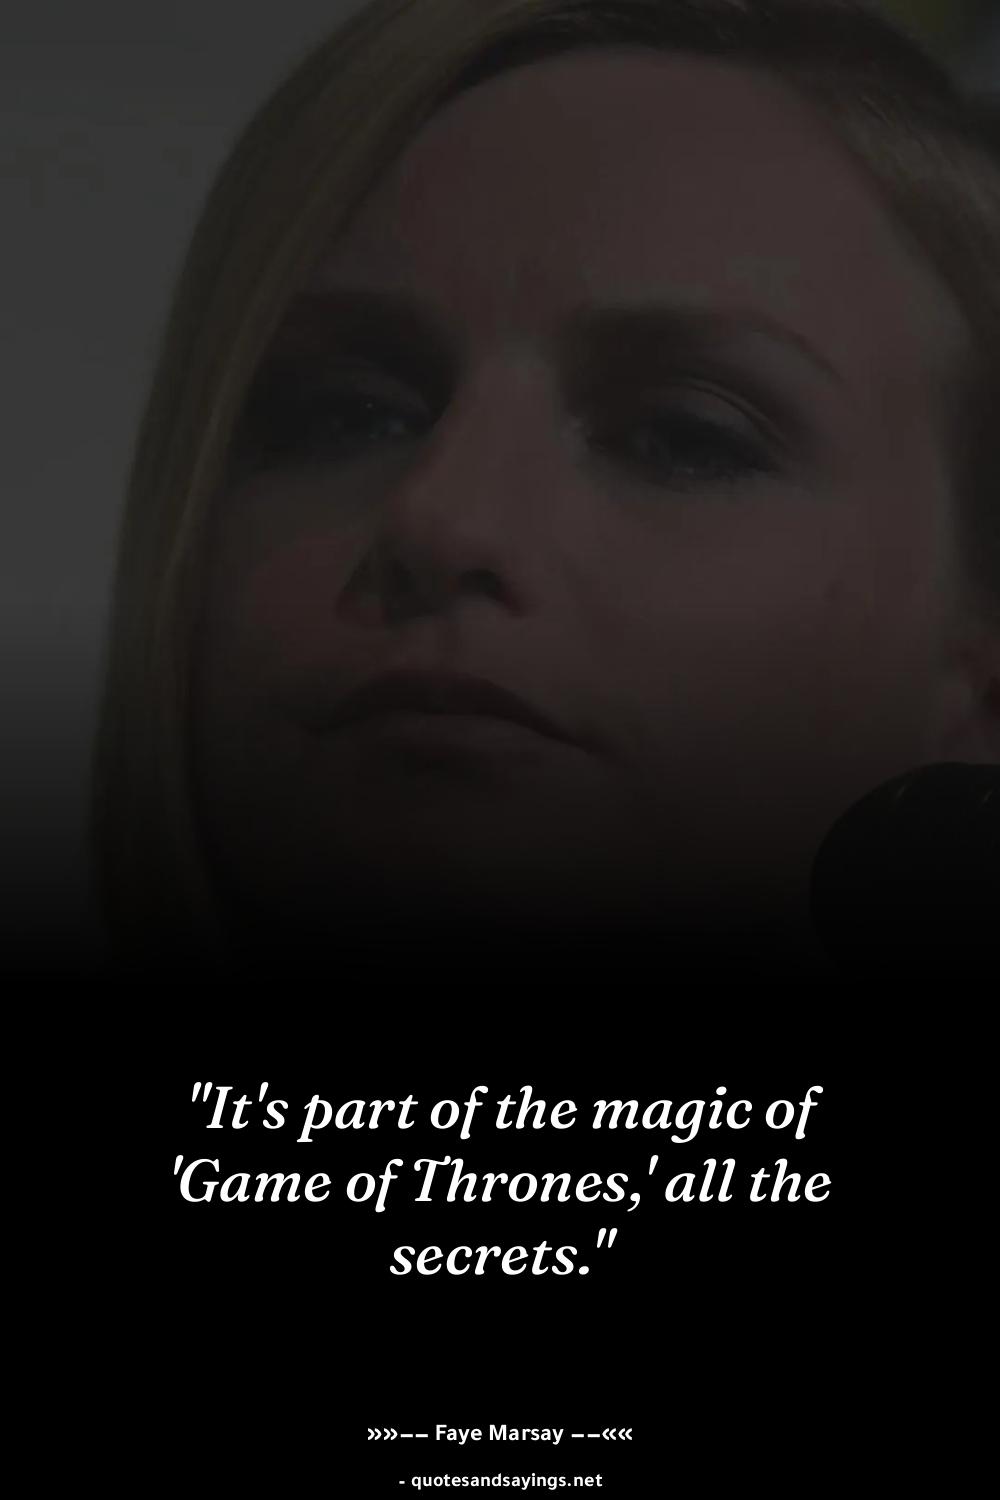 "It's part of the magic of
'Game of Thrones,' all the
secrets."
»»−− Faye Marsay −−««
- quotesandsayings.net